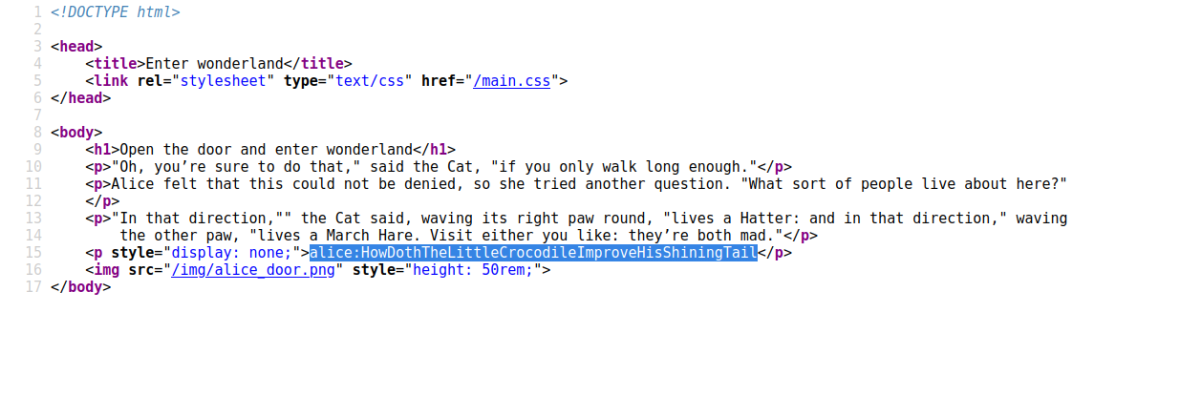 1 <!DOCTYPE html>
2
3 <head>
4     <title>Enter wonderland</title>
5     <link rel="stylesheet" type="text/css" href="/main.css">
6 </head>
7
8 <body>
9     <h1>Open the door and enter wonderland</h1>
10     <p>"Oh, you’re sure to do that," said the Cat, "if you only walk long enough."</p>
11     <p>Alice felt that this could not be denied, so she tried another question. "What sort of people live about here?"
12     </p>
13     <p>"In that direction,"" the Cat said, waving its right paw round, "lives a Hatter: and in that direction," waving
14         the other paw, "lives a March Hare. Visit either you like: they’re both mad."</p>
15     <p style="display: none;">alice:HowDothTheLittleCrocodileImproveHisShiningTail</p>
16     <img src="/img/alice_door.png" style="height: 50rem;">
17 </body>